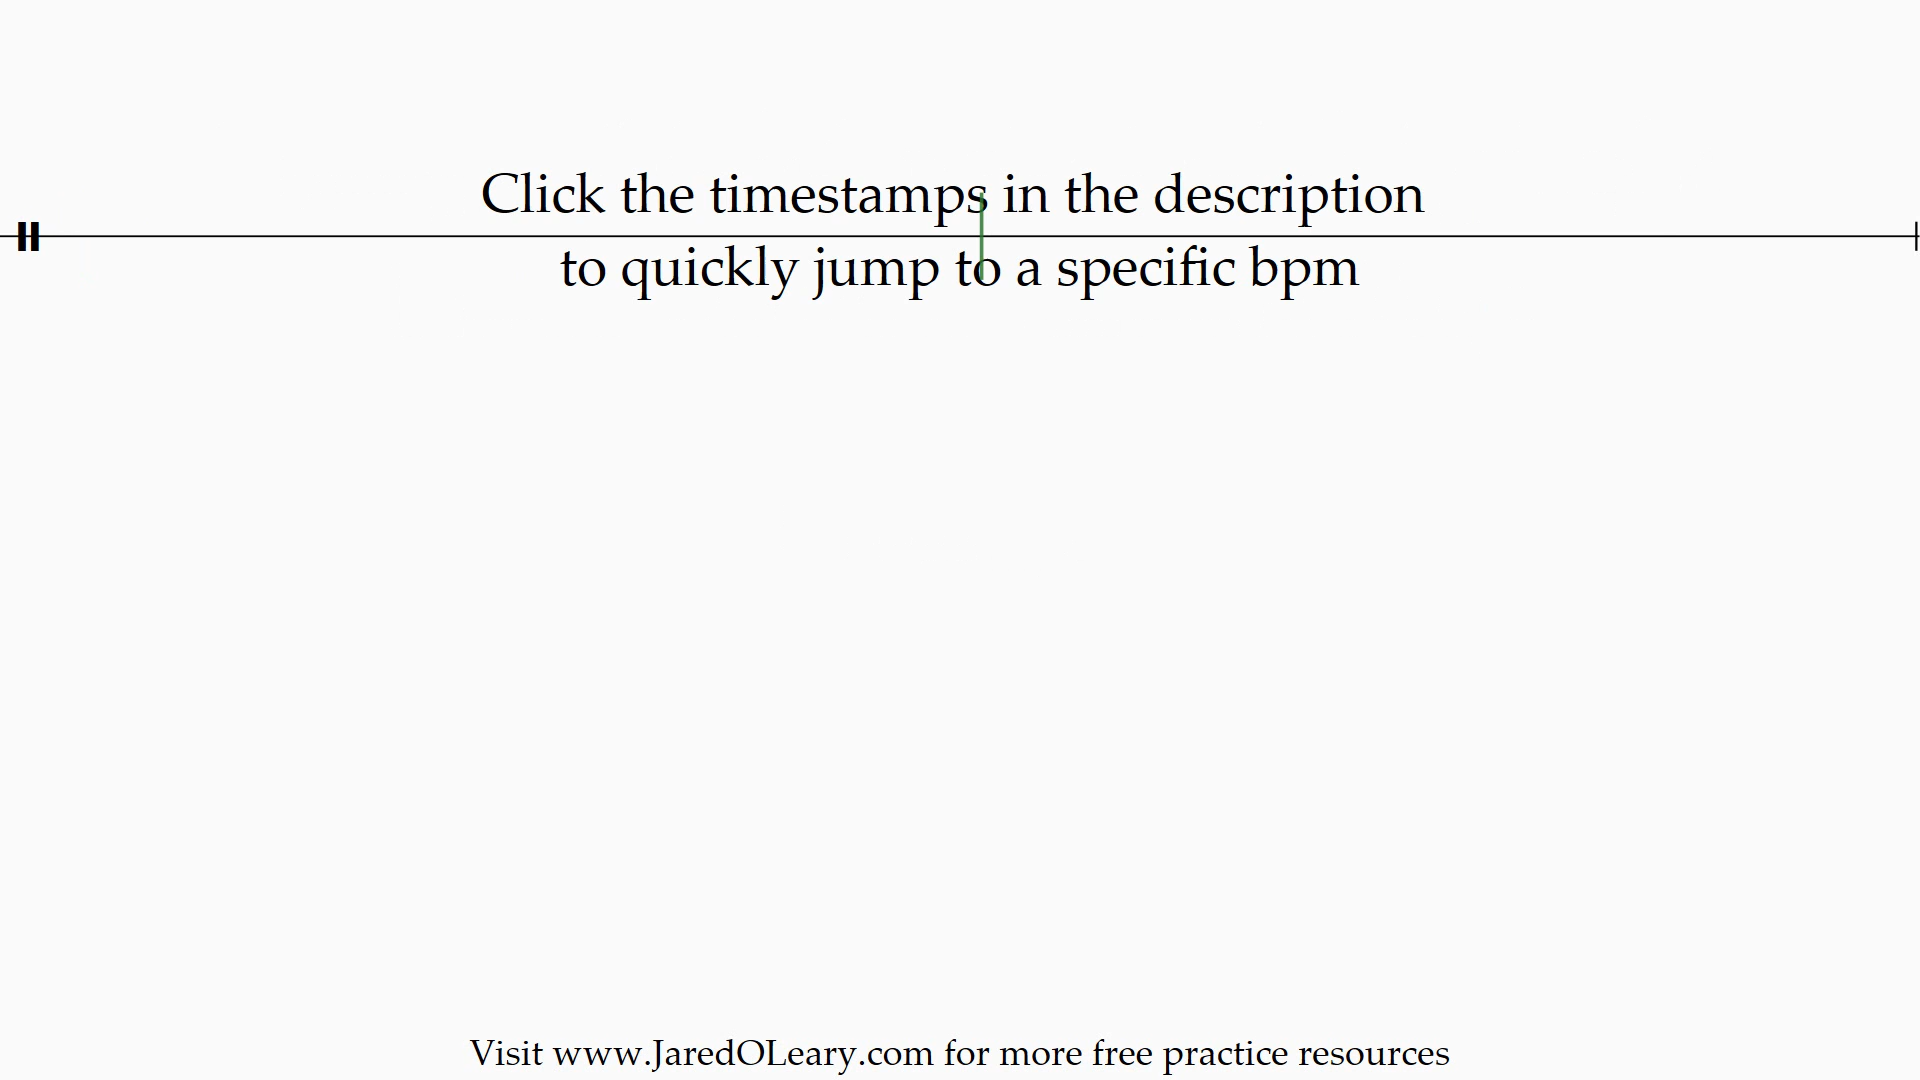 Click the timestamps in the description
to quickly jump to a specific bpm
Visit www.JaredOLeary.com for more free practice resources